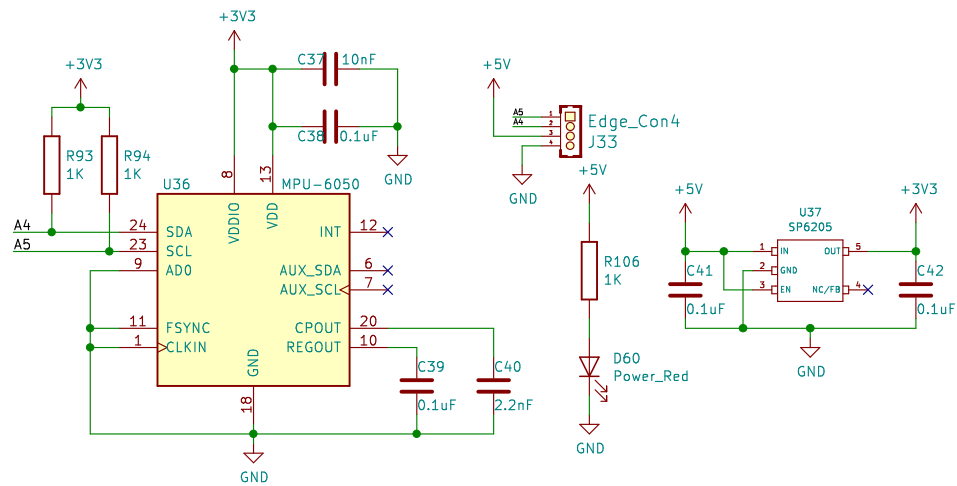 +3V3
C37 10nF
C38 0.1uF
GND
+3V3
R93
1K
R94
1K
A4
A5
U36
MPU-6050
8
VDDIO
13
VDD
24 SDA
23 SCL
9 AD0
11 FSYNC
1 CLKIN
INT 12
AUX_SDA 6
AUX_SCL 7
CPOUT 20
REGOUT 10
GND
18
GND
C39
0.1uF
C40
2.2nF
+5V
A5 1
A4 2
3
4
Edge_Con4
J33
GND
+5V
R106
1K
D60
Power_Red
GND
+5V
C41
0.1uF
U37
SP6205
1 IN
2 GND
3 EN
OUT 5
NC/FB 4
+3V3
C42
0.1uF
GND